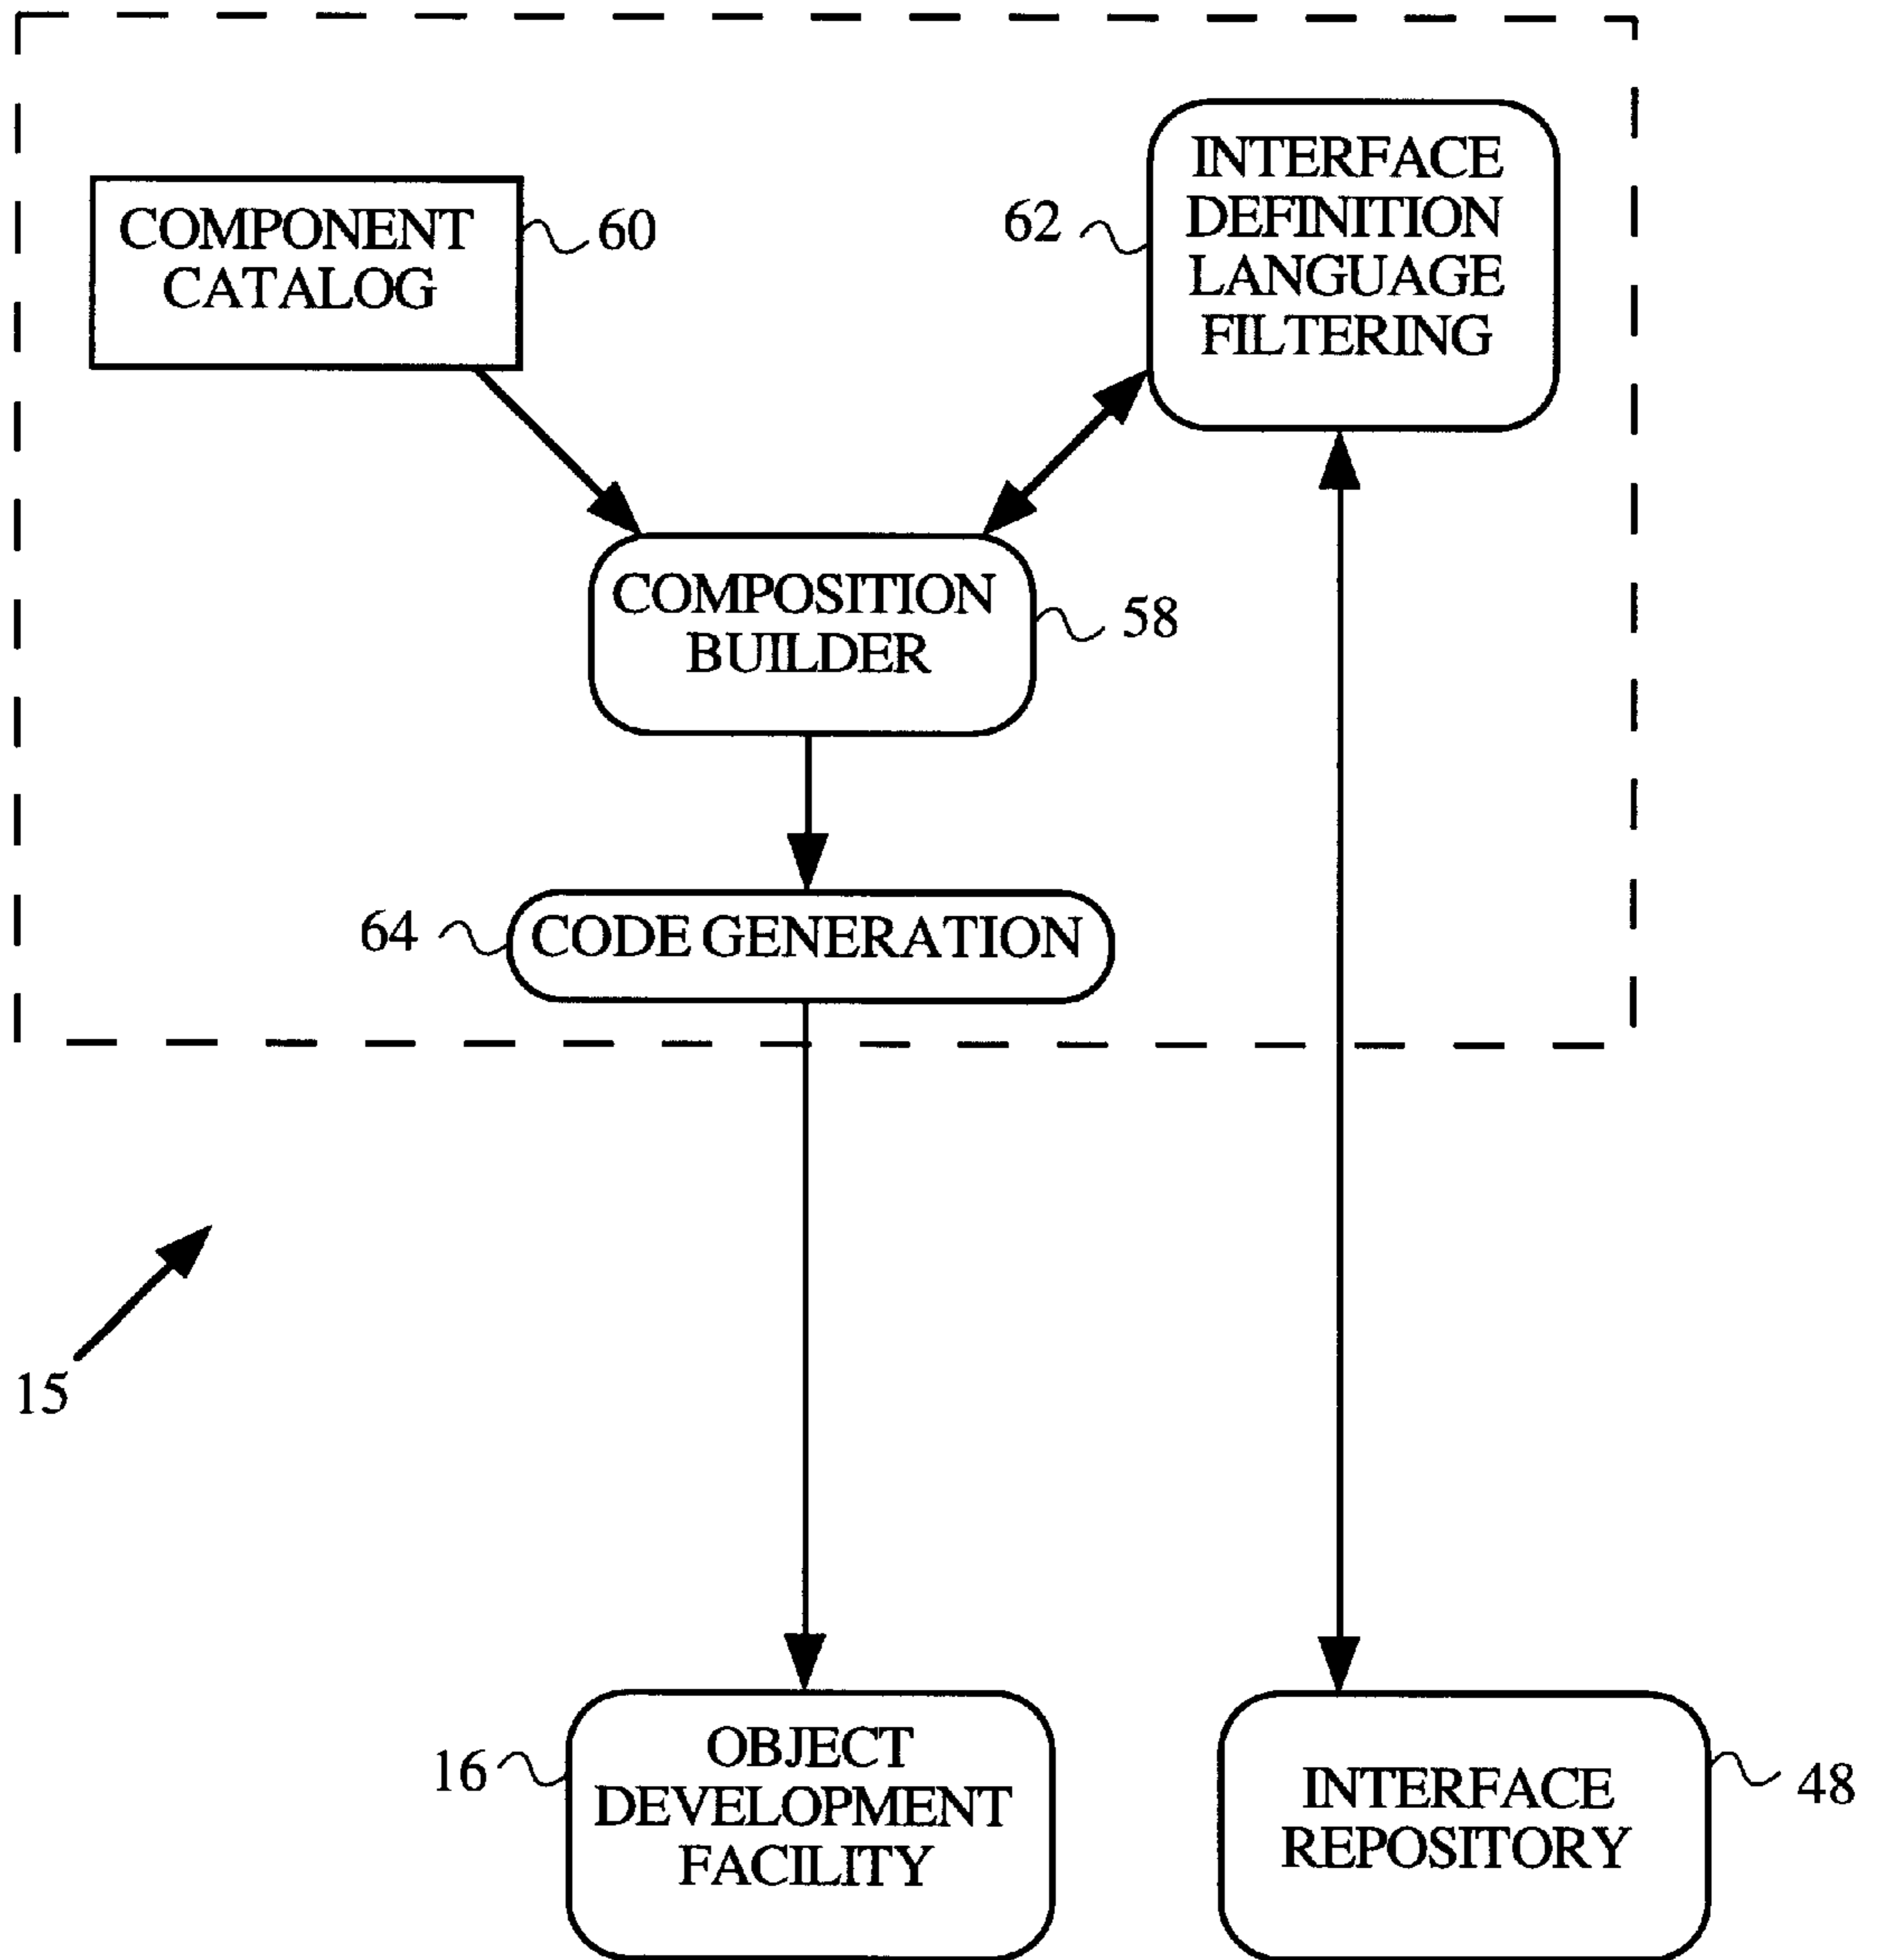 COMPONENT
CATALOG
60
62
INTERFACE
DEFINITION
LANGUAGE
FILTERING
COMPOSITION
BUILDER
58
64
CODE GENERATION
15
16
OBJECT
DEVELOPMENT
FACILITY
INTERFACE
REPOSITORY
48